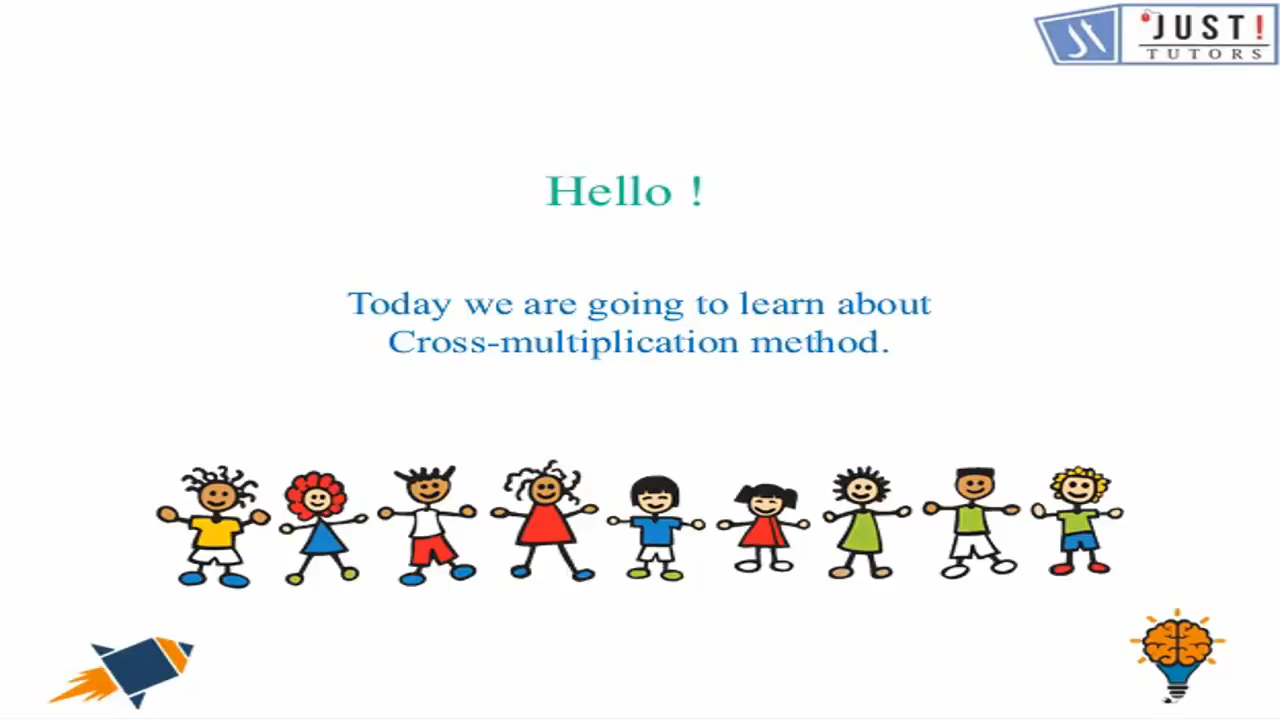 JUST!
TUTORS
Hello !
Today we are going to learn about
Cross-multiplication method.